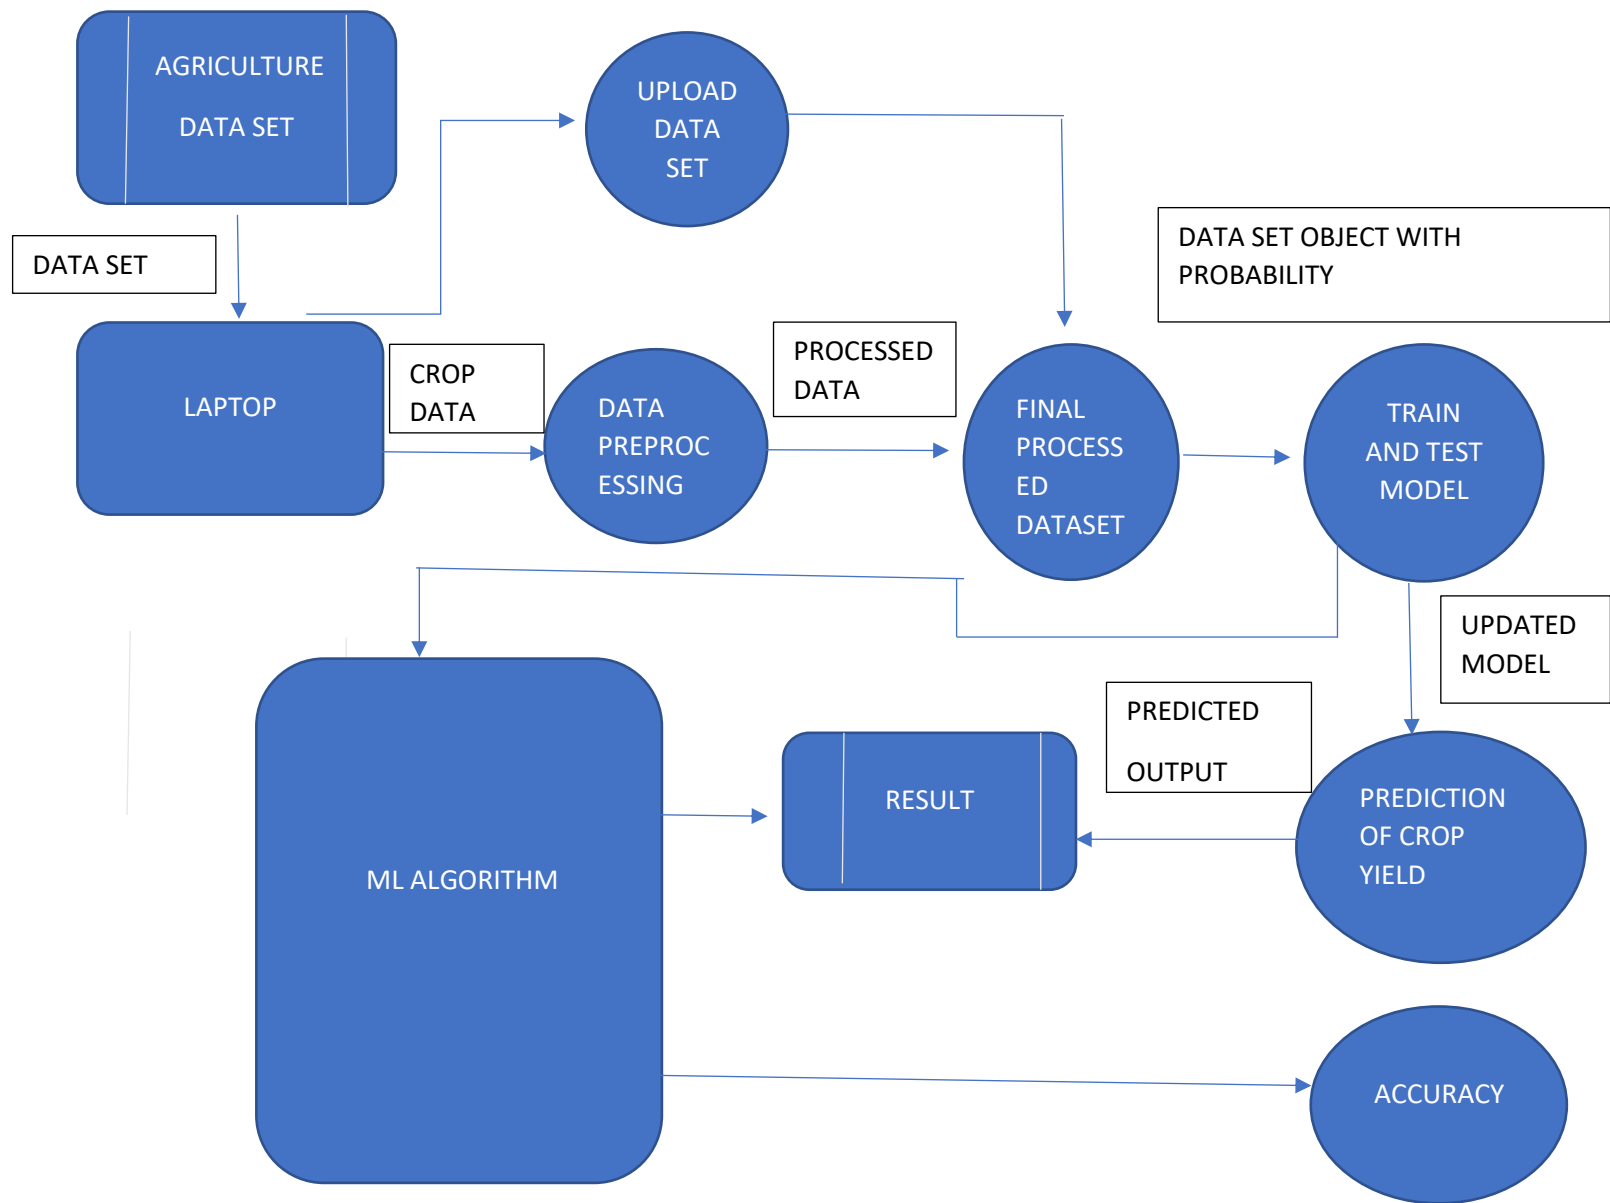 AGRICULTURE
DATA SET
UPLOAD
DATA
SET
DATA SET
DATA SET OBJECT WITH
PROBABILITY
LAPTOP
CROP
DATA
DATA
PREPROC
ESSING
PROCESSED
DATA
FINAL
PROCESS
ED
DATASET
TRAIN
AND TEST
MODEL
UPDATED
MODEL
PREDICTED
OUTPUT
RESULT
PREDICTION
OF CROP
YIELD
ML ALGORITHM
ACCURACY